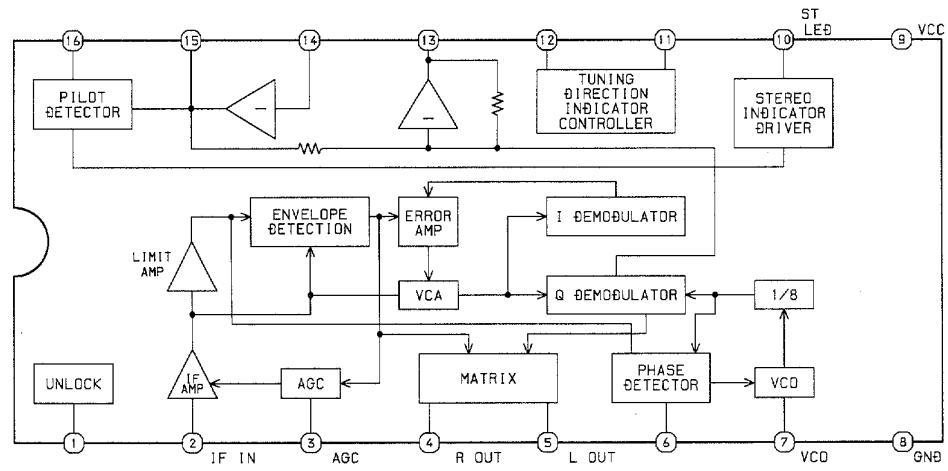 ST
LED
16
15
14
13
12
11
10
9
VCC
PILOT
DETECTOR
−
−
TUNING
DIRECTION
INDICATOR
CONTROLLER
STEREO
INDICATOR
DRIVER
ENVELOPE
DETECTION
ERROR
AMP
I DEMODULATOR
LIMIT
AMP
VCA
Q DEMODULATOR
1/8
UNLOCK
IF
AMP
AGC
MATRIX
PHASE
DETECTOR
VCO
1
2
3
4
5
6
7
8
IF IN
AGC
R OUT
L OUT
VCO
GND